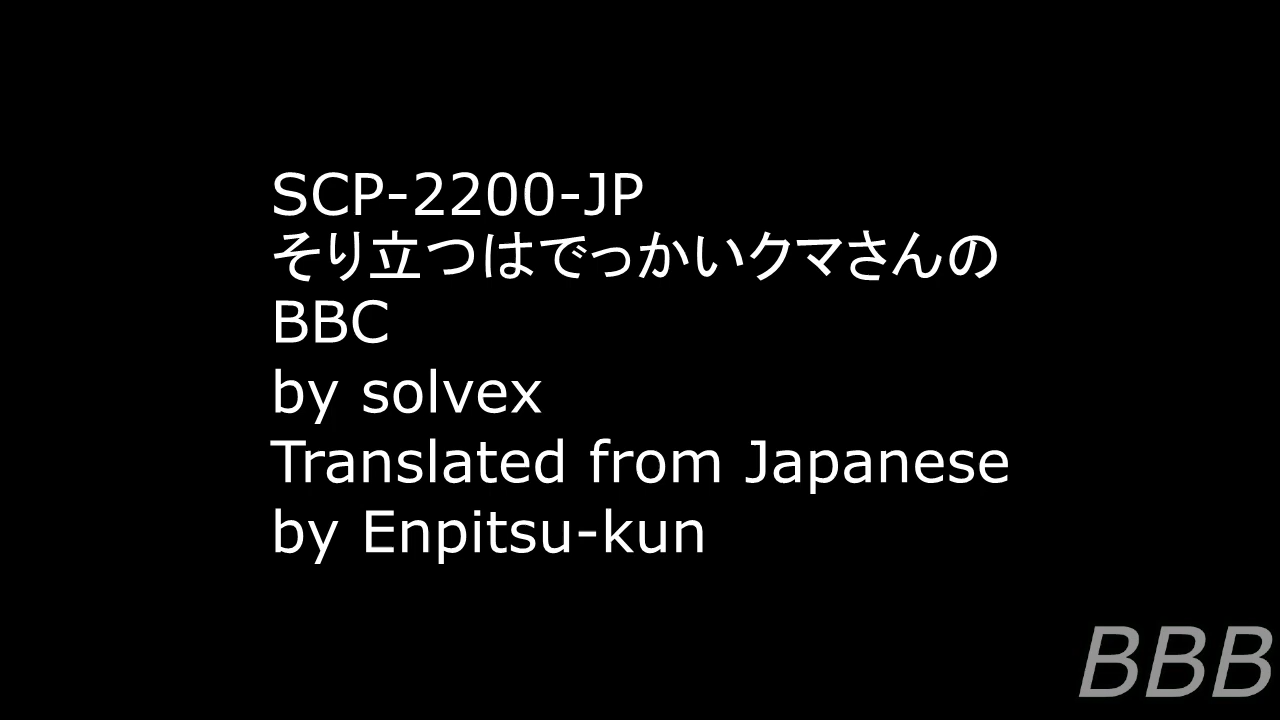 SCP-2200-JP
そり立つはでっかいクマさんの
BBC
by solvex
Translated from Japanese
by Enpitsu-kun
BBB